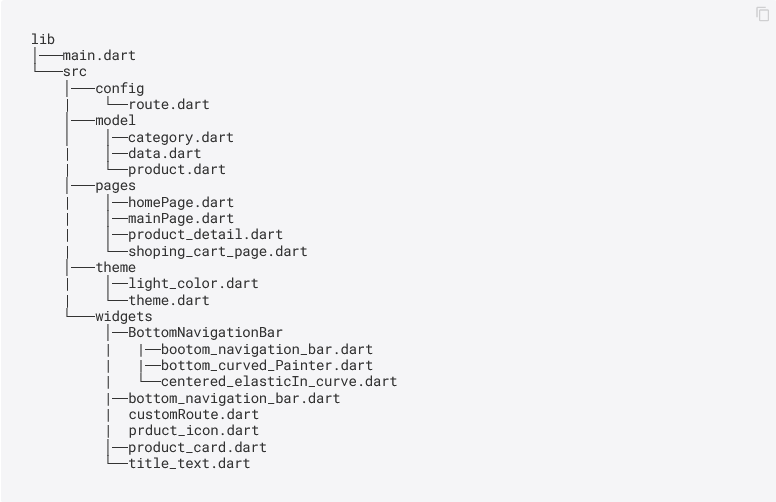 lib
│──main.dart
└──src
    │──config
    |    └──route.dart
    │──model
    │    │──category.dart
    |    │──data.dart
    |    └──product.dart
    │──pages
    |    │──homePage.dart
    |    │──mainPage.dart
    |    │──product_detail.dart
    |    └──shoping_cart_page.dart
    │──theme
    |    │──light_color.dart
    |    └──theme.dart
    └──widgets
         │──BottomNavigationBar
         |   |──bootom_navigation_bar.dart
         |   │──bottom_curved_Painter.dart
         |   └──centered_elasticIn_curve.dart
         |──bottom_navigation_bar.dart
         |  customRoute.dart
         |  prduct_icon.dart
         │──product_card.dart
         └──title_text.dart